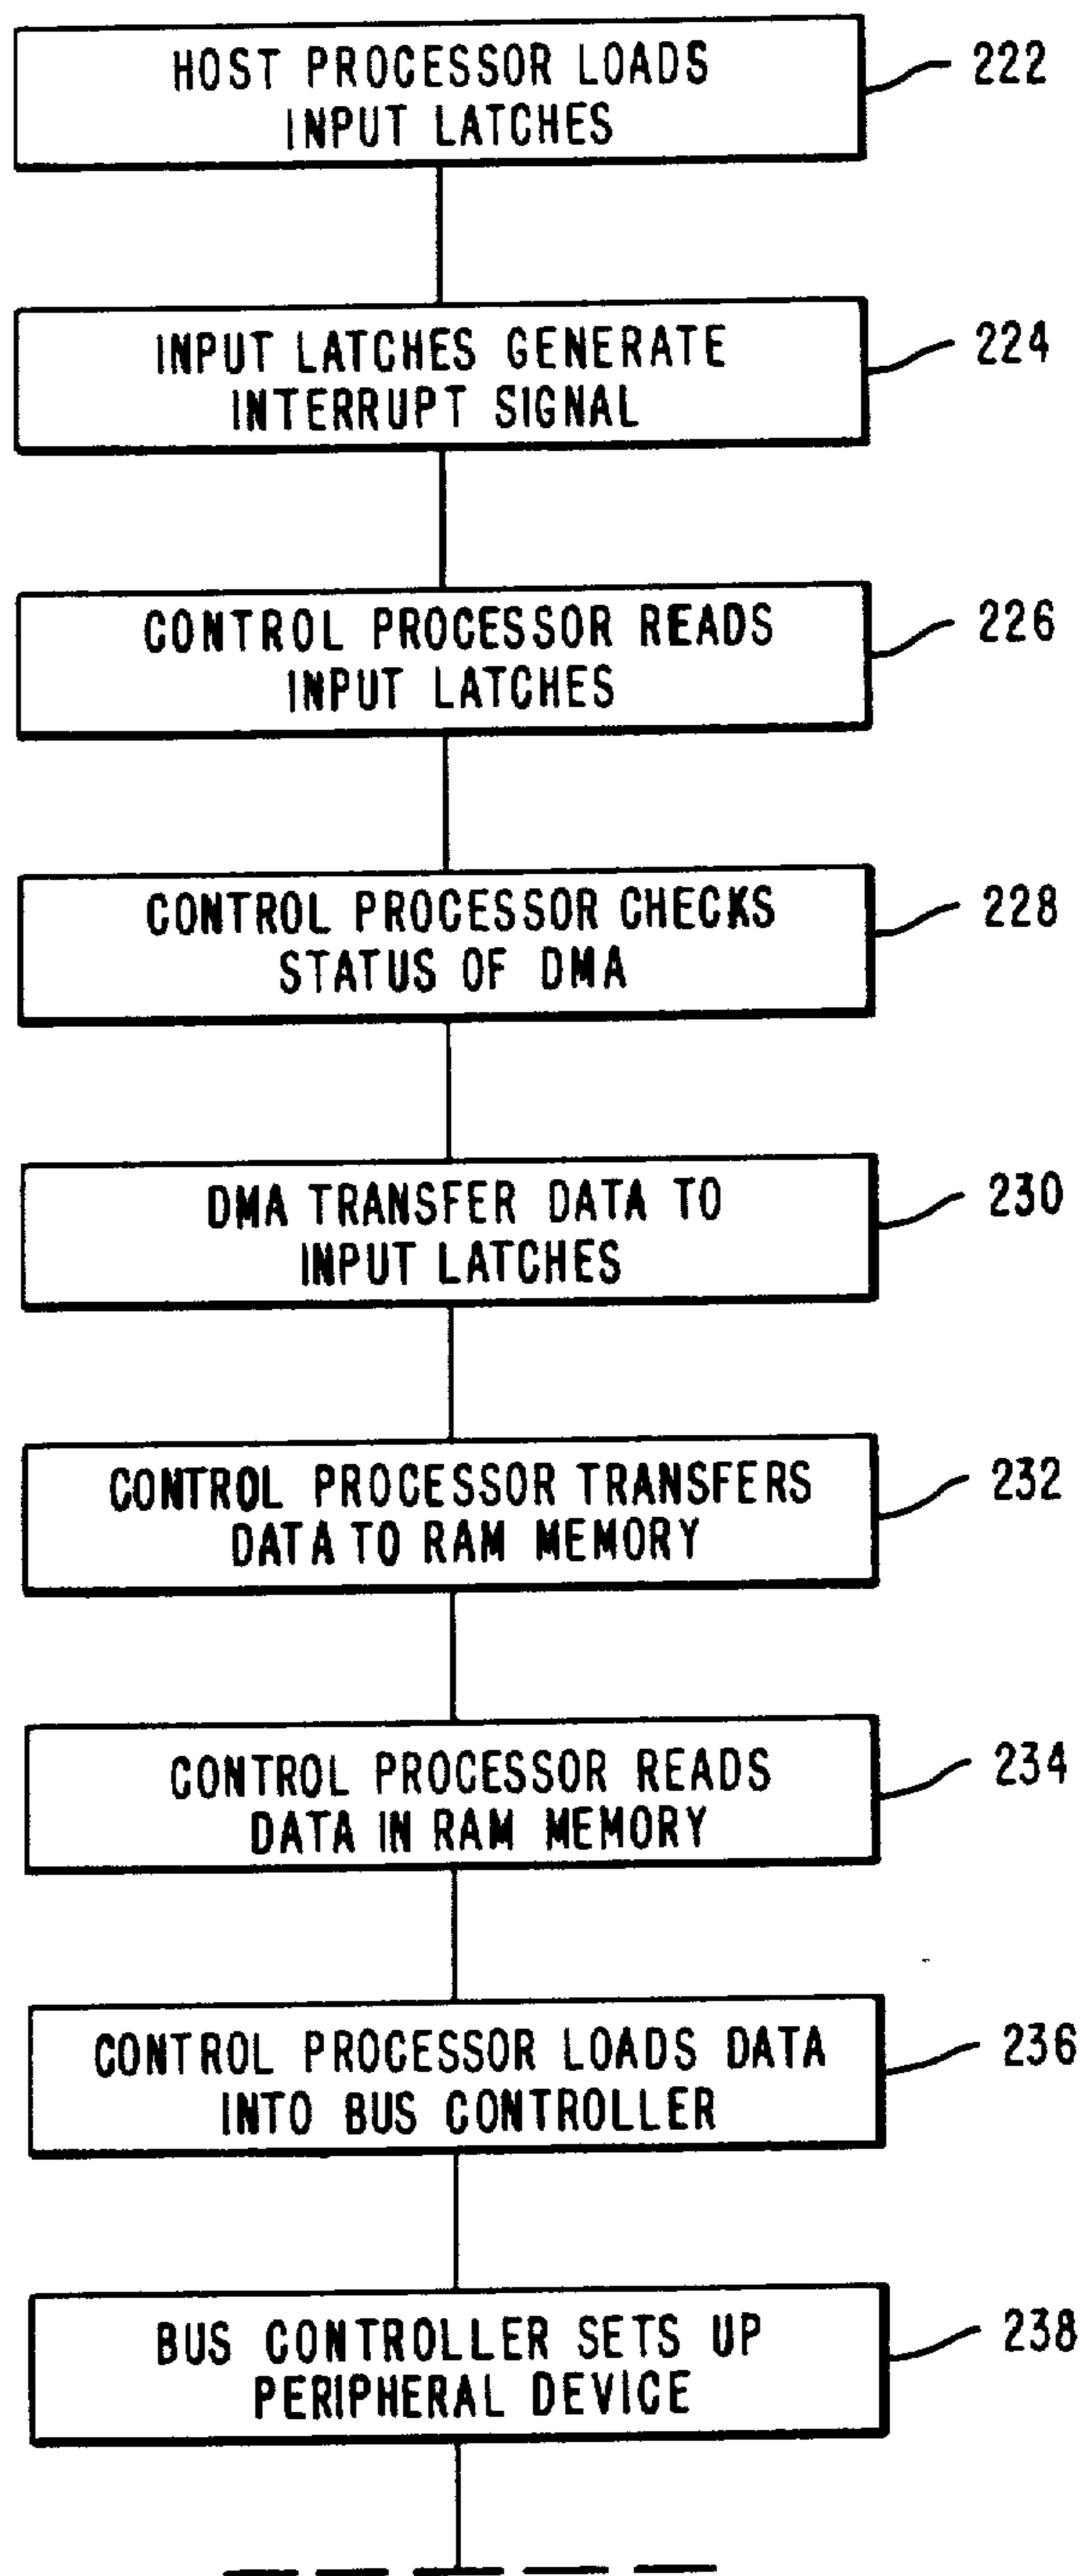 HOST PROCESSOR LOADS
INPUT LATCHES
222
INPUT LATCHES GENERATE
INTERRUPT SIGNAL
224
CONTROL PROCESSOR READS
INPUT LATCHES
226
CONTROL PROCESSOR CHECKS
STATUS OF DMA
228
DMA TRANSFER DATA TO
INPUT LATCHES
230
CONTROL PROCESSOR TRANSFERS
DATA TO RAM MEMORY
232
CONTROL PROCESSOR READS
DATA IN RAM MEMORY
234
CONTROL PROCESSOR LOADS DATA
INTO BUS CONTROLLER
236
BUS CONTROLLER SETS UP
PERIPHERAL DEVICE
238